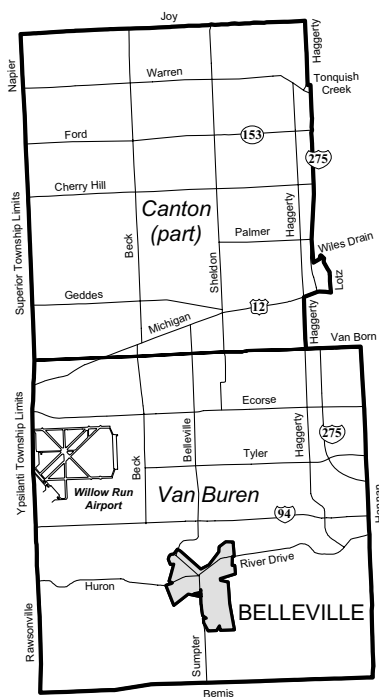 Joy
Napier
Haggerty
Warren
Tonquish
Creek
Ford
153
275
Cherry Hill
Canton
(part)
Superior Township Limits
Beck
Sheldon
Palmer
Haggerty
Wiles Drain
Lotz
Geddes
Michigan
12
Haggerty
Van Born
Ypsilanti Township Limits
Belleville
Ecorse
Haggerty
275
Beck
Tyler
Willow Run
Airport
Van Buren
94
Hannan
Huron
River Drive
BELLEVILLE
Rawsonville
Sumpter
Bemis